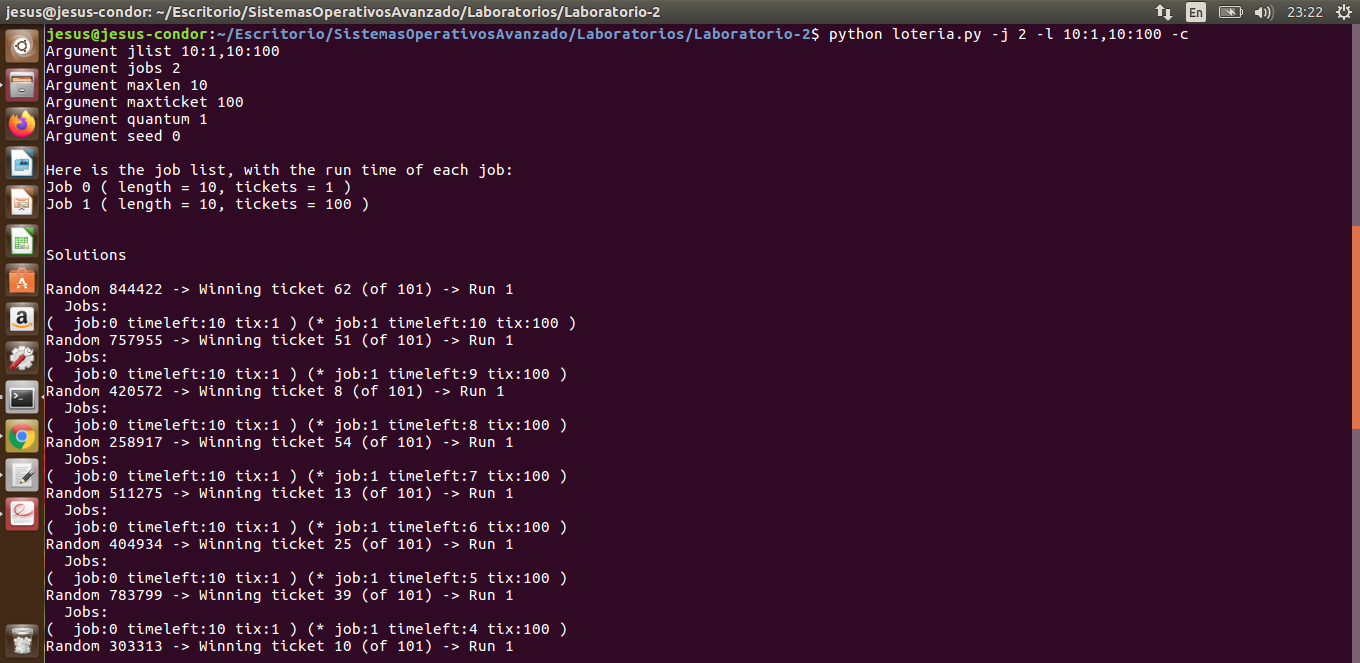 jesus@jesus-condor: ~/Escritorio/SistemasOperativosAvanzado/Laboratorios/Laboratorio-2
En
23:22
jesus@jesus-condor:~/Escritorio/SistemasOperativosAvanzado/Laboratorios/Laboratorio-2$ python loteria.py -j 2 -l 10:1,10:100 -c
Argument jlist 10:1,10:100
Argument jobs 2
Argument maxlen 10
Argument maxticket 100
Argument quantum 1
Argument seed 0
Here is the job list, with the run time of each job:
Job 0 ( length = 10, tickets = 1 )
Job 1 ( length = 10, tickets = 100 )
Solutions
Random 844422 -> Winning ticket 62 (of 101) -> Run 1
Jobs:
(  job:0 timeleft:10 tix:1 ) (* job:1 timeleft:10 tix:100 )
Random 757955 -> Winning ticket 51 (of 101) -> Run 1
Jobs:
(  job:0 timeleft:10 tix:1 ) (* job:1 timeleft:9 tix:100 )
Random 420572 -> Winning ticket 8 (of 101) -> Run 1
Jobs:
(  job:0 timeleft:10 tix:1 ) (* job:1 timeleft:8 tix:100 )
Random 258917 -> Winning ticket 54 (of 101) -> Run 1
Jobs:
(  job:0 timeleft:10 tix:1 ) (* job:1 timeleft:7 tix:100 )
Random 511275 -> Winning ticket 13 (of 101) -> Run 1
Jobs:
(  job:0 timeleft:10 tix:1 ) (* job:1 timeleft:6 tix:100 )
Random 404934 -> Winning ticket 25 (of 101) -> Run 1
Jobs:
(  job:0 timeleft:10 tix:1 ) (* job:1 timeleft:5 tix:100 )
Random 783799 -> Winning ticket 39 (of 101) -> Run 1
Jobs:
(  job:0 timeleft:10 tix:1 ) (* job:1 timeleft:4 tix:100 )
Random 303313 -> Winning ticket 10 (of 101) -> Run 1